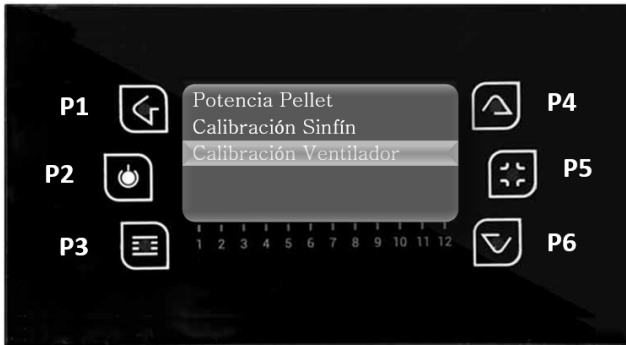 P1
P2
P3
Potencia Pellet
Calibración Sinfín
Calibración Ventilador
1 2 3 4 5 6 7 8 9 10 11 12
P4
P5
P6